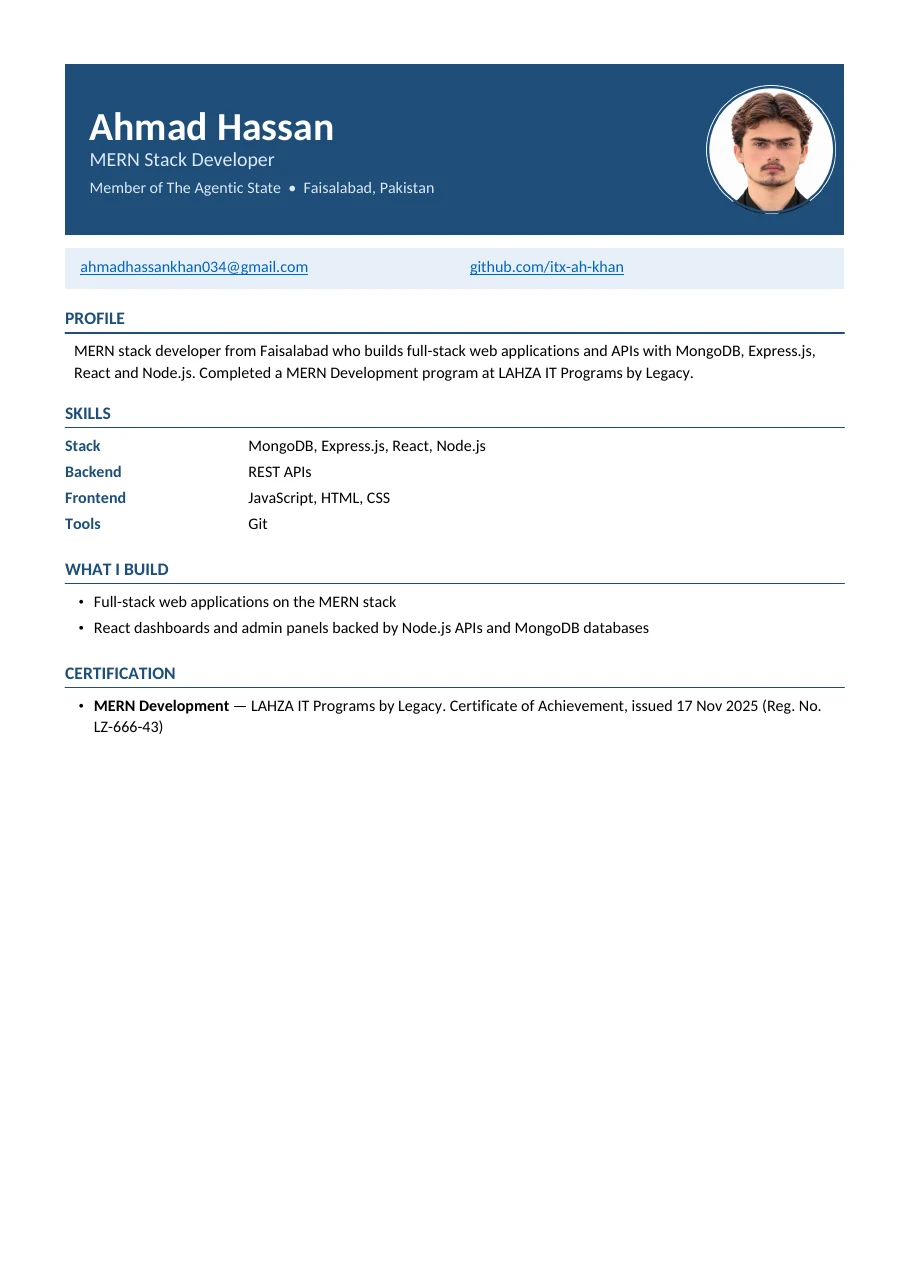 Ahmad Hassan
MERN Stack Developer
Member of The Agentic State • Faisalabad, Pakistan
ahmadhassankhan034@gmail.com
github.com/itx-ah-khan
PROFILE
MERN stack developer from Faisalabad who builds full-stack web applications and APIs with MongoDB, Express.js,
React and Node.js. Completed a MERN Development program at LAHZA IT Programs by Legacy.
SKILLS
Stack MongoDB, Express.js, React, Node.js
Backend REST APIs
Frontend JavaScript, HTML, CSS
Tools Git
WHAT I BUILD
• Full-stack web applications on the MERN stack
• React dashboards and admin panels backed by Node.js APIs and MongoDB databases
CERTIFICATION
• MERN Development — LAHZA IT Programs by Legacy. Certificate of Achievement, issued 17 Nov 2025 (Reg. No.
LZ-666-43)